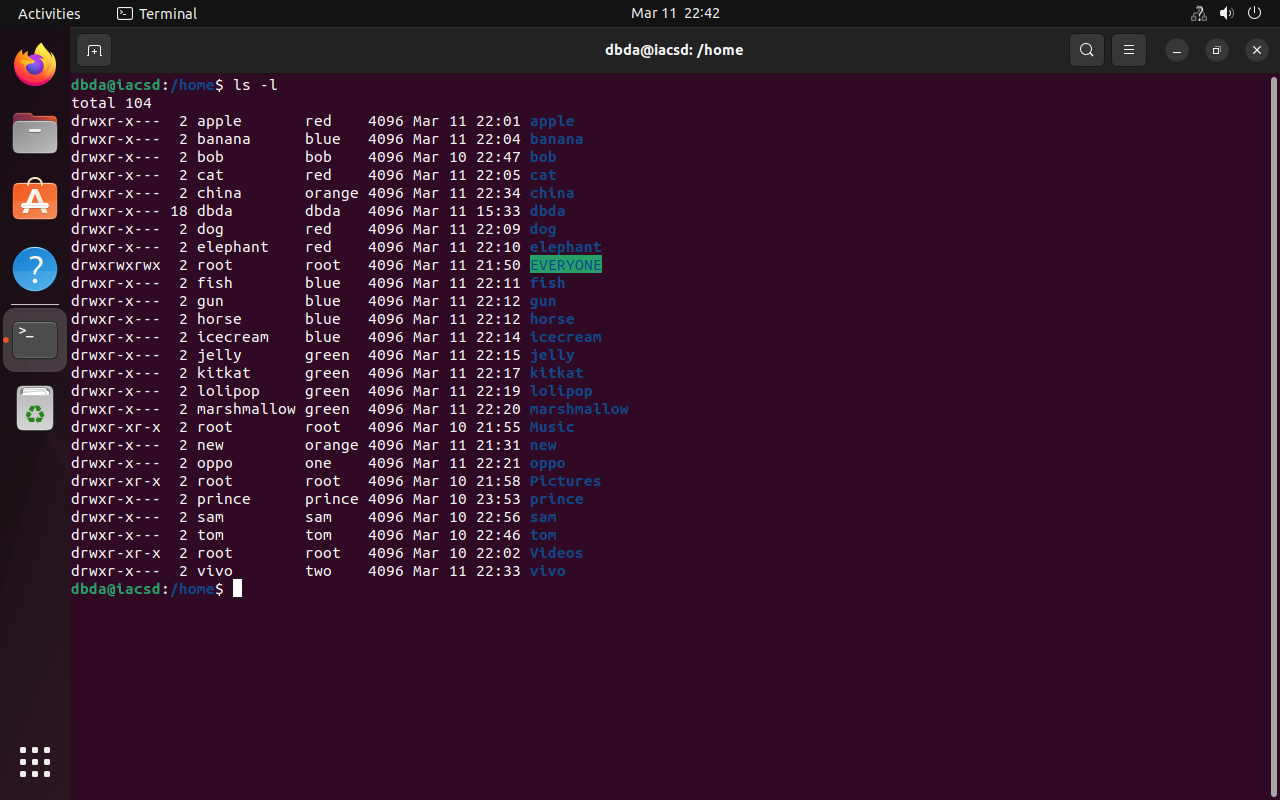 Activities Terminal Mar 11 22:42
dbda@iacsd: /home
dbda@iacsd:/home$ ls -l
total 104
drwxr-x---  2 apple       red    4096 Mar 11 22:01 apple
drwxr-x---  2 banana      blue   4096 Mar 11 22:04 banana
drwxr-x---  2 bob         bob    4096 Mar 10 22:47 bob
drwxr-x---  2 cat         red    4096 Mar 11 22:05 cat
drwxr-x---  2 china       orange 4096 Mar 11 22:34 china
drwxr-x--- 18 dbda        dbda   4096 Mar 11 15:33 dbda
drwxr-x---  2 dog         red    4096 Mar 11 22:09 dog
drwxr-x---  2 elephant    red    4096 Mar 11 22:10 elephant
drwxrwxrwx  2 root        root   4096 Mar 11 21:50 EVERYONE
drwxr-x---  2 fish        blue   4096 Mar 11 22:11 fish
drwxr-x---  2 gun         blue   4096 Mar 11 22:12 gun
drwxr-x---  2 horse       blue   4096 Mar 11 22:12 horse
drwxr-x---  2 icecream    blue   4096 Mar 11 22:14 icecream
drwxr-x---  2 jelly       green  4096 Mar 11 22:15 jelly
drwxr-x---  2 kitkat      green  4096 Mar 11 22:17 kitkat
drwxr-x---  2 lolipop     green  4096 Mar 11 22:19 lolipop
drwxr-x---  2 marshmallow green  4096 Mar 11 22:20 marshmallow
drwxr-xr-x  2 root        root   4096 Mar 10 21:55 Music
drwxr-x---  2 new         orange 4096 Mar 11 21:31 new
drwxr-x---  2 oppo        one    4096 Mar 11 22:21 oppo
drwxr-xr-x  2 root        root   4096 Mar 10 21:58 Pictures
drwxr-x---  2 prince      prince 4096 Mar 10 23:53 prince
drwxr-x---  2 sam         sam    4096 Mar 10 22:56 sam
drwxr-x---  2 tom         tom    4096 Mar 10 22:46 tom
drwxr-xr-x  2 root        root   4096 Mar 10 22:02 Videos
drwxr-x---  2 vivo        two    4096 Mar 11 22:33 vivo
dbda@iacsd:/home$